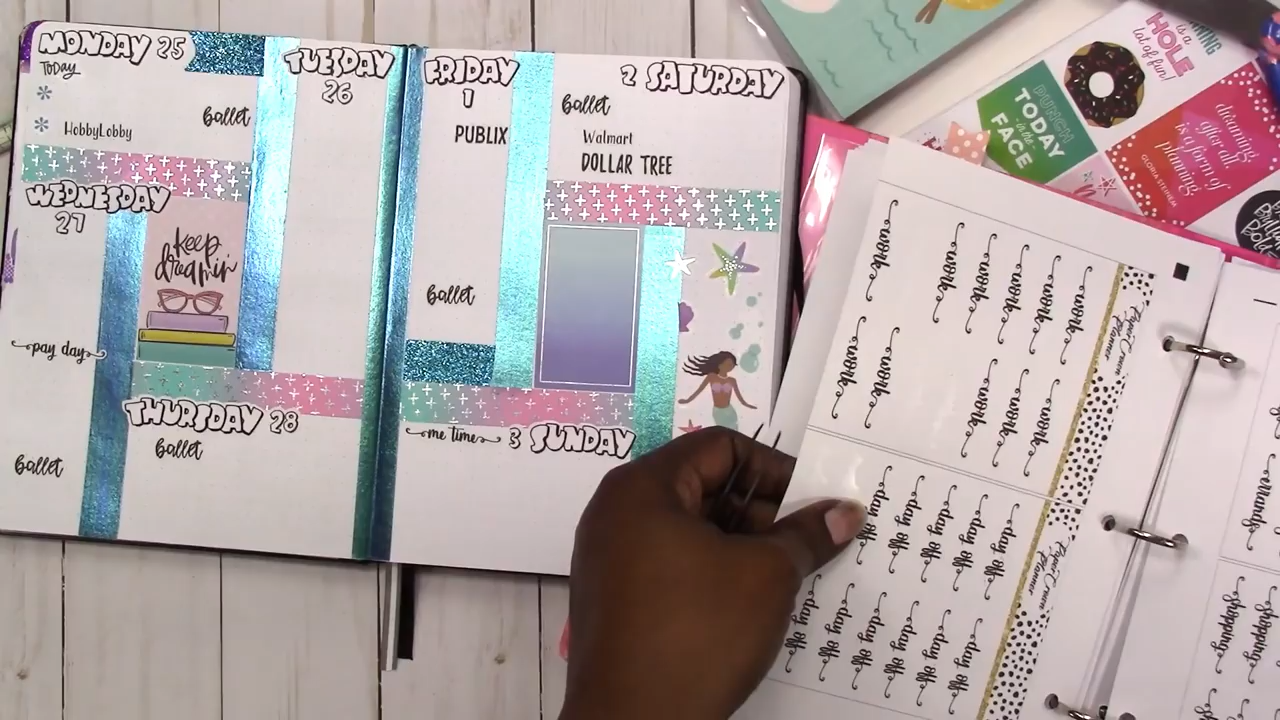 MONDAY 25
TODAY
HobbyLobby
ballet
TUESDAY
26
WEDNESDAY
27
keep
dreamin'
pay day
ballet
THURSDAY 28
ballet
FRIDAY
1
PUBLIX
ballet
2 SATURDAY
ballet
Walmart
DOLLAR TREE
me time
3 SUNDAY
is a
HOLE
lot of fun!
PUNCH
TODAY
in the
FACE
dreaming
after all
is a form of
planning
GLORIA STEINEM
work
work
work
work
work
work
work
work
work
work
work
Planner
day off
day off
day off
day off
day off
day off
day off
day off
day off
day off
day off
Planner
shopping
shopping